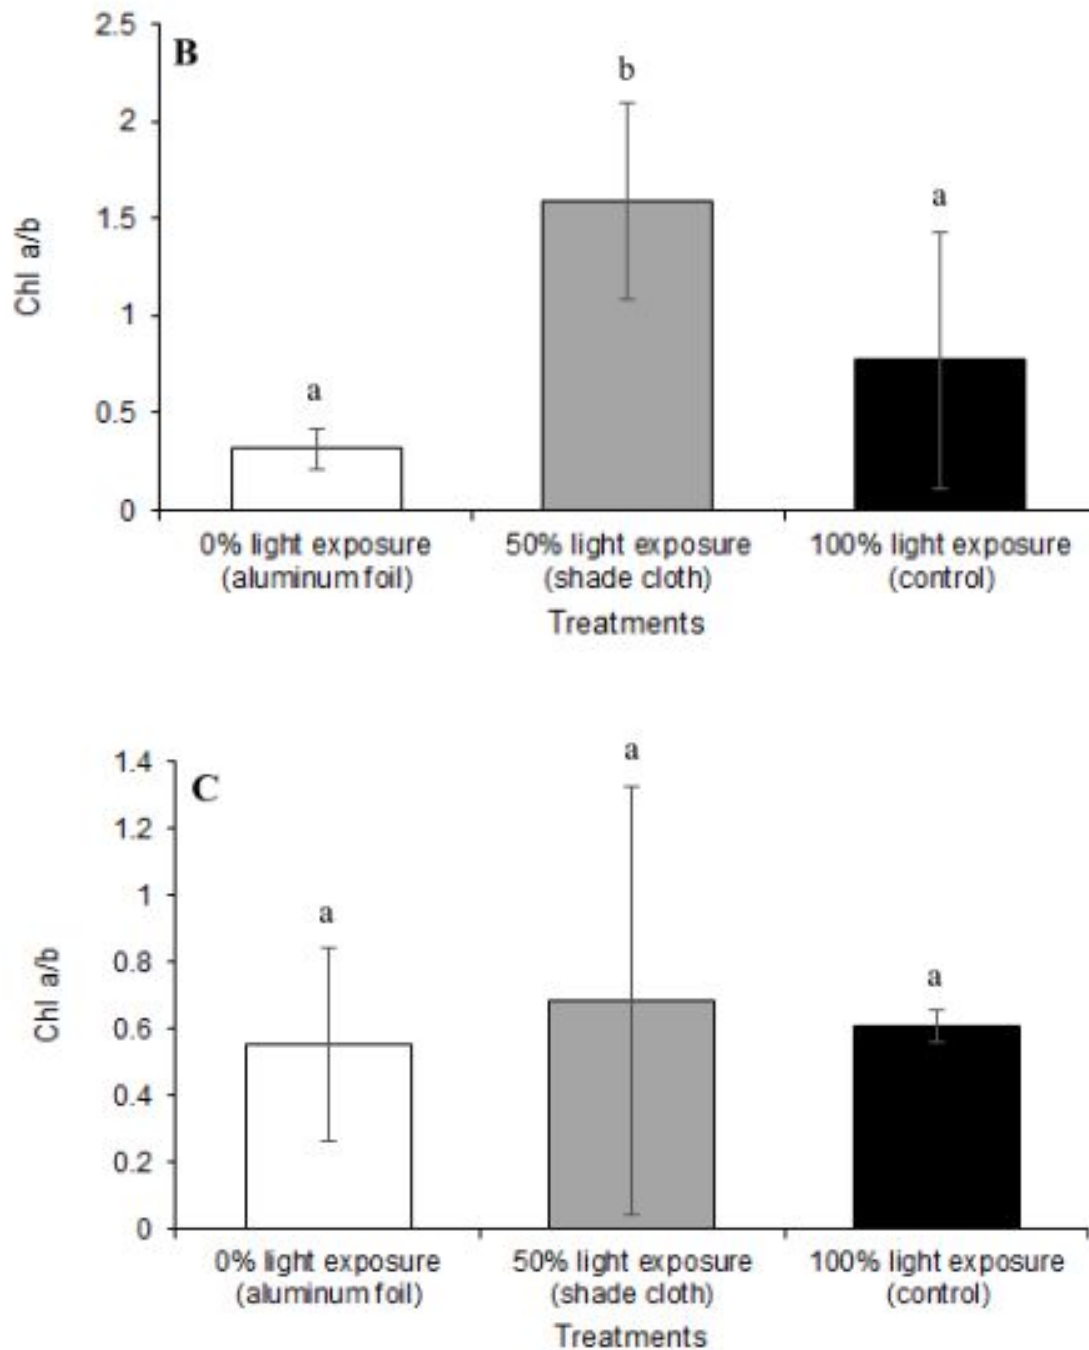 2.5
B
b
2
a
1.5
Chl a/b
1
a
0.5
0
0% light exposure 50% light exposure 100% light exposure
(aluminum foil) (shade cloth) (control)
Treatments
a
1.4
C
1.2
a
1
a
0.8
Chl a/b
0.6
0.4
0.2
0
0% light exposure 50% light exposure 100% light exposure
(aluminum foil) (shade cloth) (control)
Treatments